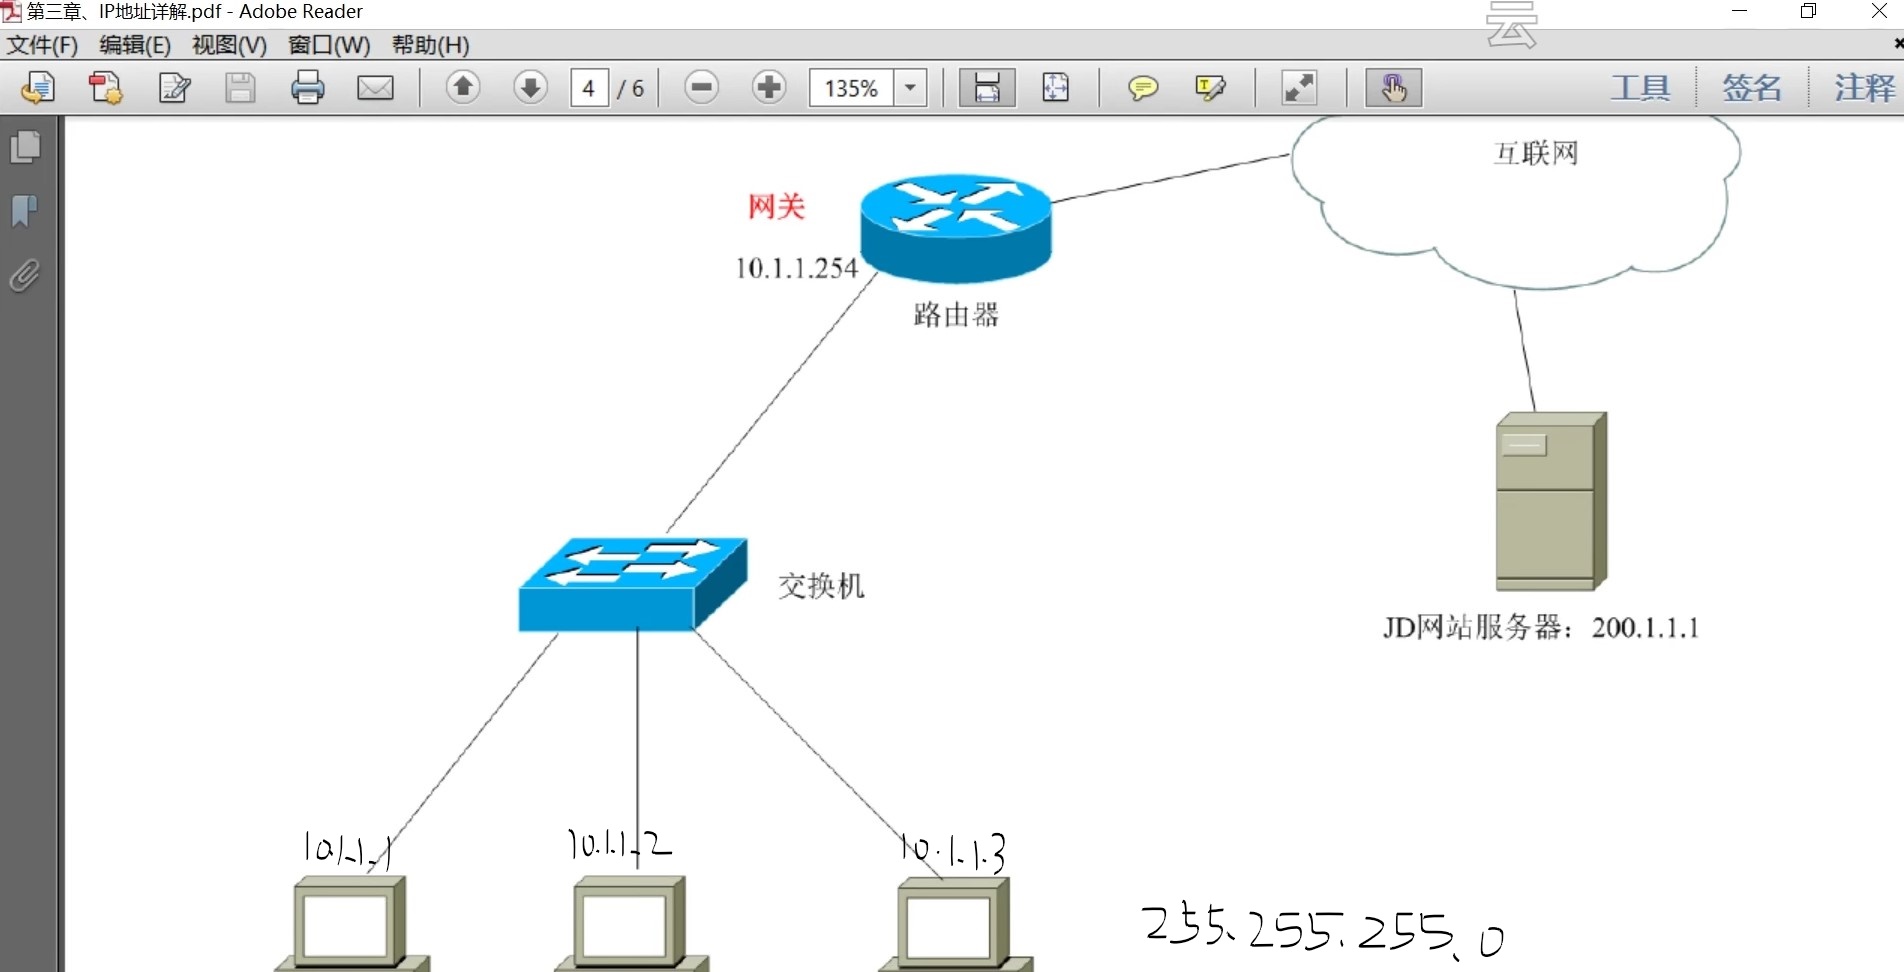 第三章、IP地址详解.pdf - Adobe Reader
云
文件(F) 编辑(E) 视图(V) 窗口(W) 帮助(H)
4 / 6 135% 工具 签名 注释
互联网
网关
10.1.1.254
路由器
交换机
JD网站服务器：200.1.1.1
10.1.1.1 10.1.1.2 10.1.1.3
255.255.255.0